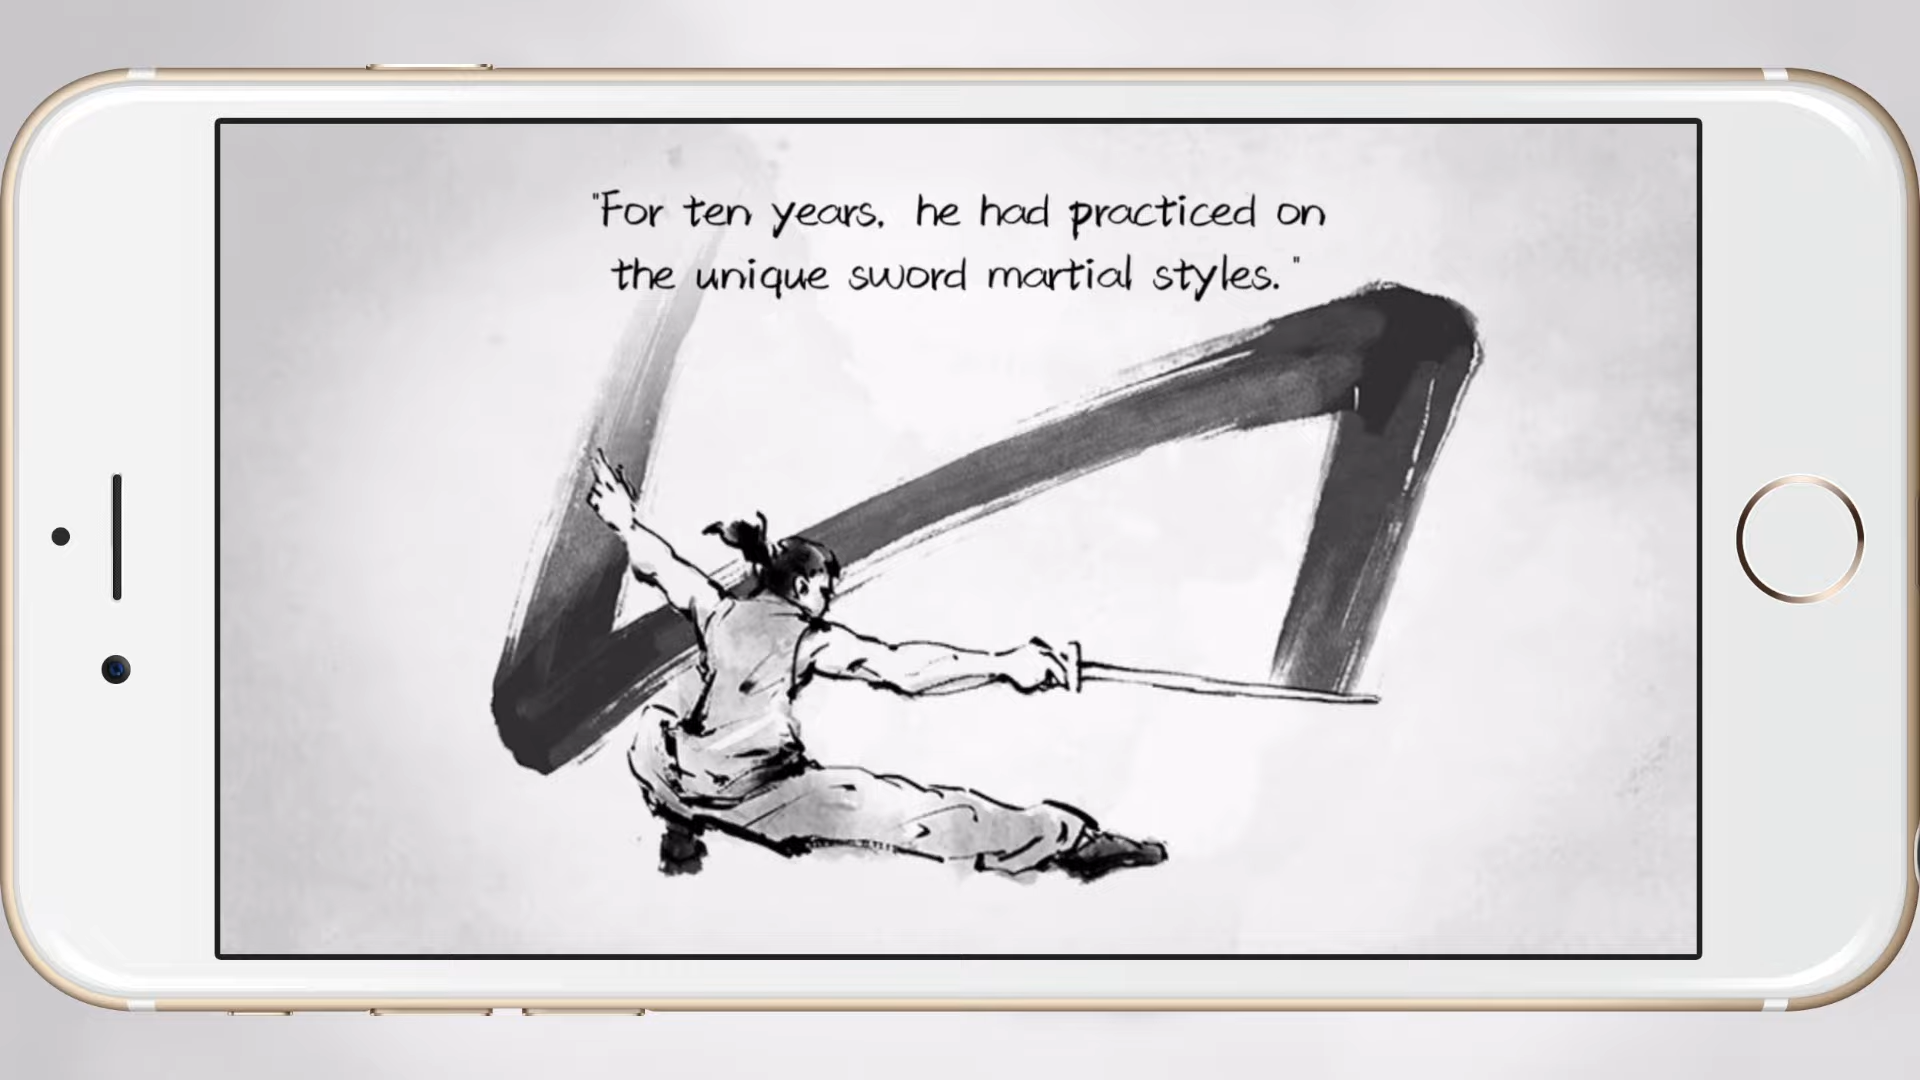 "For ten years, he had practiced on
the unique sword martial styles."